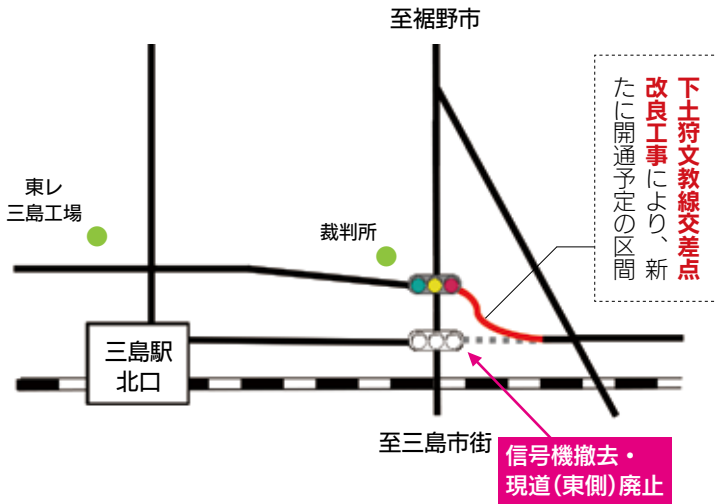 至裾野市
下土狩文教線交差点
改良工事により、新
たに開通予定の区間
東レ
三島工場
裁判所
三島駅
北口
至三島市街
信号機撤去・
現道(東側)廃止